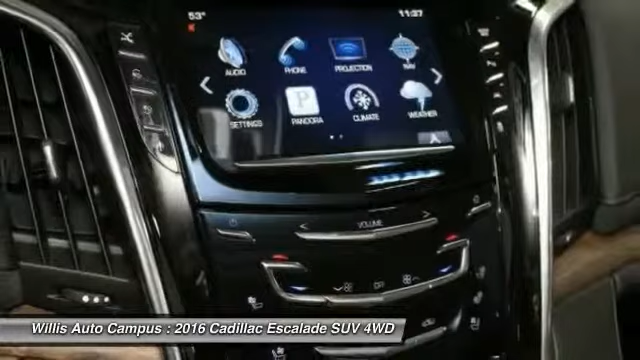 53° 11:37
AUDIO PHONE PROJECTION NAV
SETTINGS PANDORA CLIMATE WEATHER
VOLUME
Willis Auto Campus : 2016 Cadillac Escalade SUV 4WD